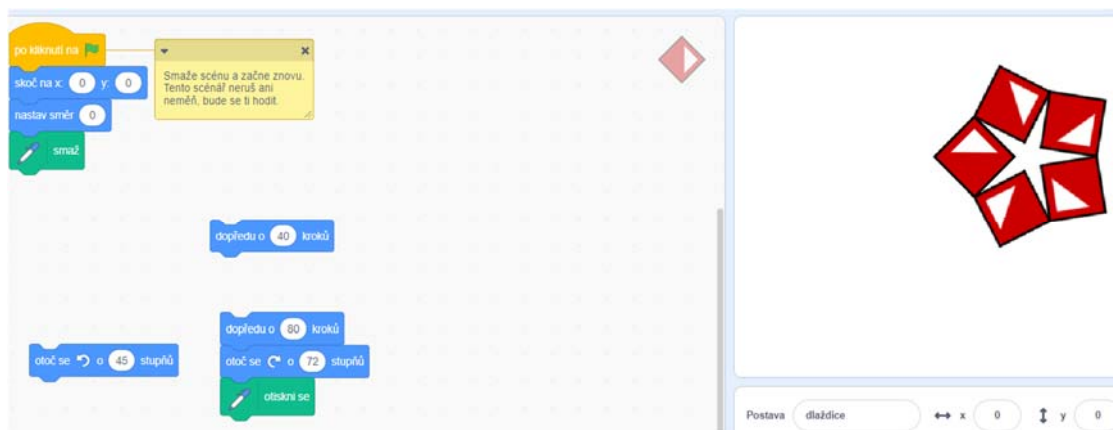 po kliknutí na
skoč na x: 0 y: 0
nastav směr 0
smaž
Smaže scénu a začne znovu.
Tento scénář neruš ani
neměň, bude se ti hodit.
dopředu o 40 kroků
dopředu o 80 kroků
otoč se o 45 stupňů
otoč se o 72 stupňů
otiskni se
Postava dlaždice x 0 y 0